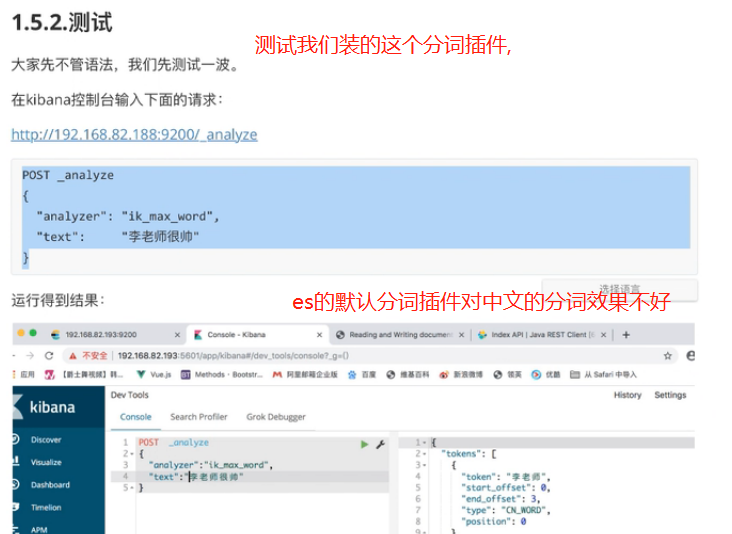 1.5.2.测试
测试我们装的这个分词插件,
大家先不管语法，我们先测试一波。
在kibana控制台输入下面的请求：
http://192.168.82.188:9200/_analyze
POST _analyze
{
"analyzer": "ik_max_word",
"text":     "李老师很帅"
}
选择语言
运行得到结果：
es的默认分词插件对中文的分词效果不好
192.168.82.193:9200 × Console - Kibana × Reading and Writing documen × Index API | Java REST Client [ × +
不安全 | 192.168.82.193:5601/app/kibana#/dev_tools/console?_g=()
应用 【爵士舞视频】韩... Vue.js Methods · Bootstr... 阿里邮箱企业版 百度 维基百科 新浪微博 领英 优酷 从 Safari 中导入
kibana
Dev Tools
History Settings
Console Search Profiler Grok Debugger
Discover
Visualize
Dashboard
Timelion
APM
1 POST _analyze
2 {
3 "analyzer":"ik_max_word",
4 "text":"李老师很帅"
5 }
1 {
2 "tokens": [
3 {
4 "token": "李老师",
5 "start_offset": 0,
6 "end_offset": 3,
7 "type": "CN_WORD",
8 "position": 0
9 },